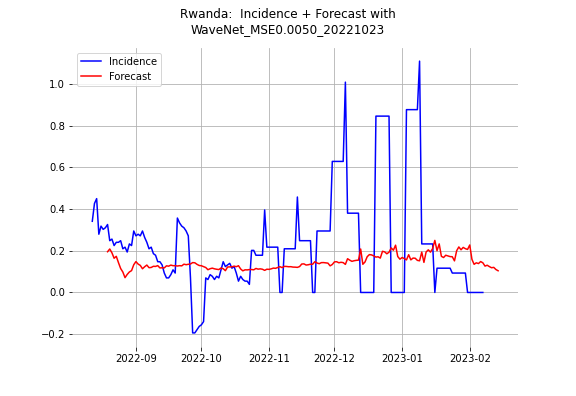 Rwanda:  Incidence + Forecast with
WaveNet_MSE0.0050_20221023
Incidence
Forecast
1.0
0.8
0.6
0.4
0.2
0.0
−0.2
2022-09 2022-10 2022-11 2022-12 2023-01 2023-02